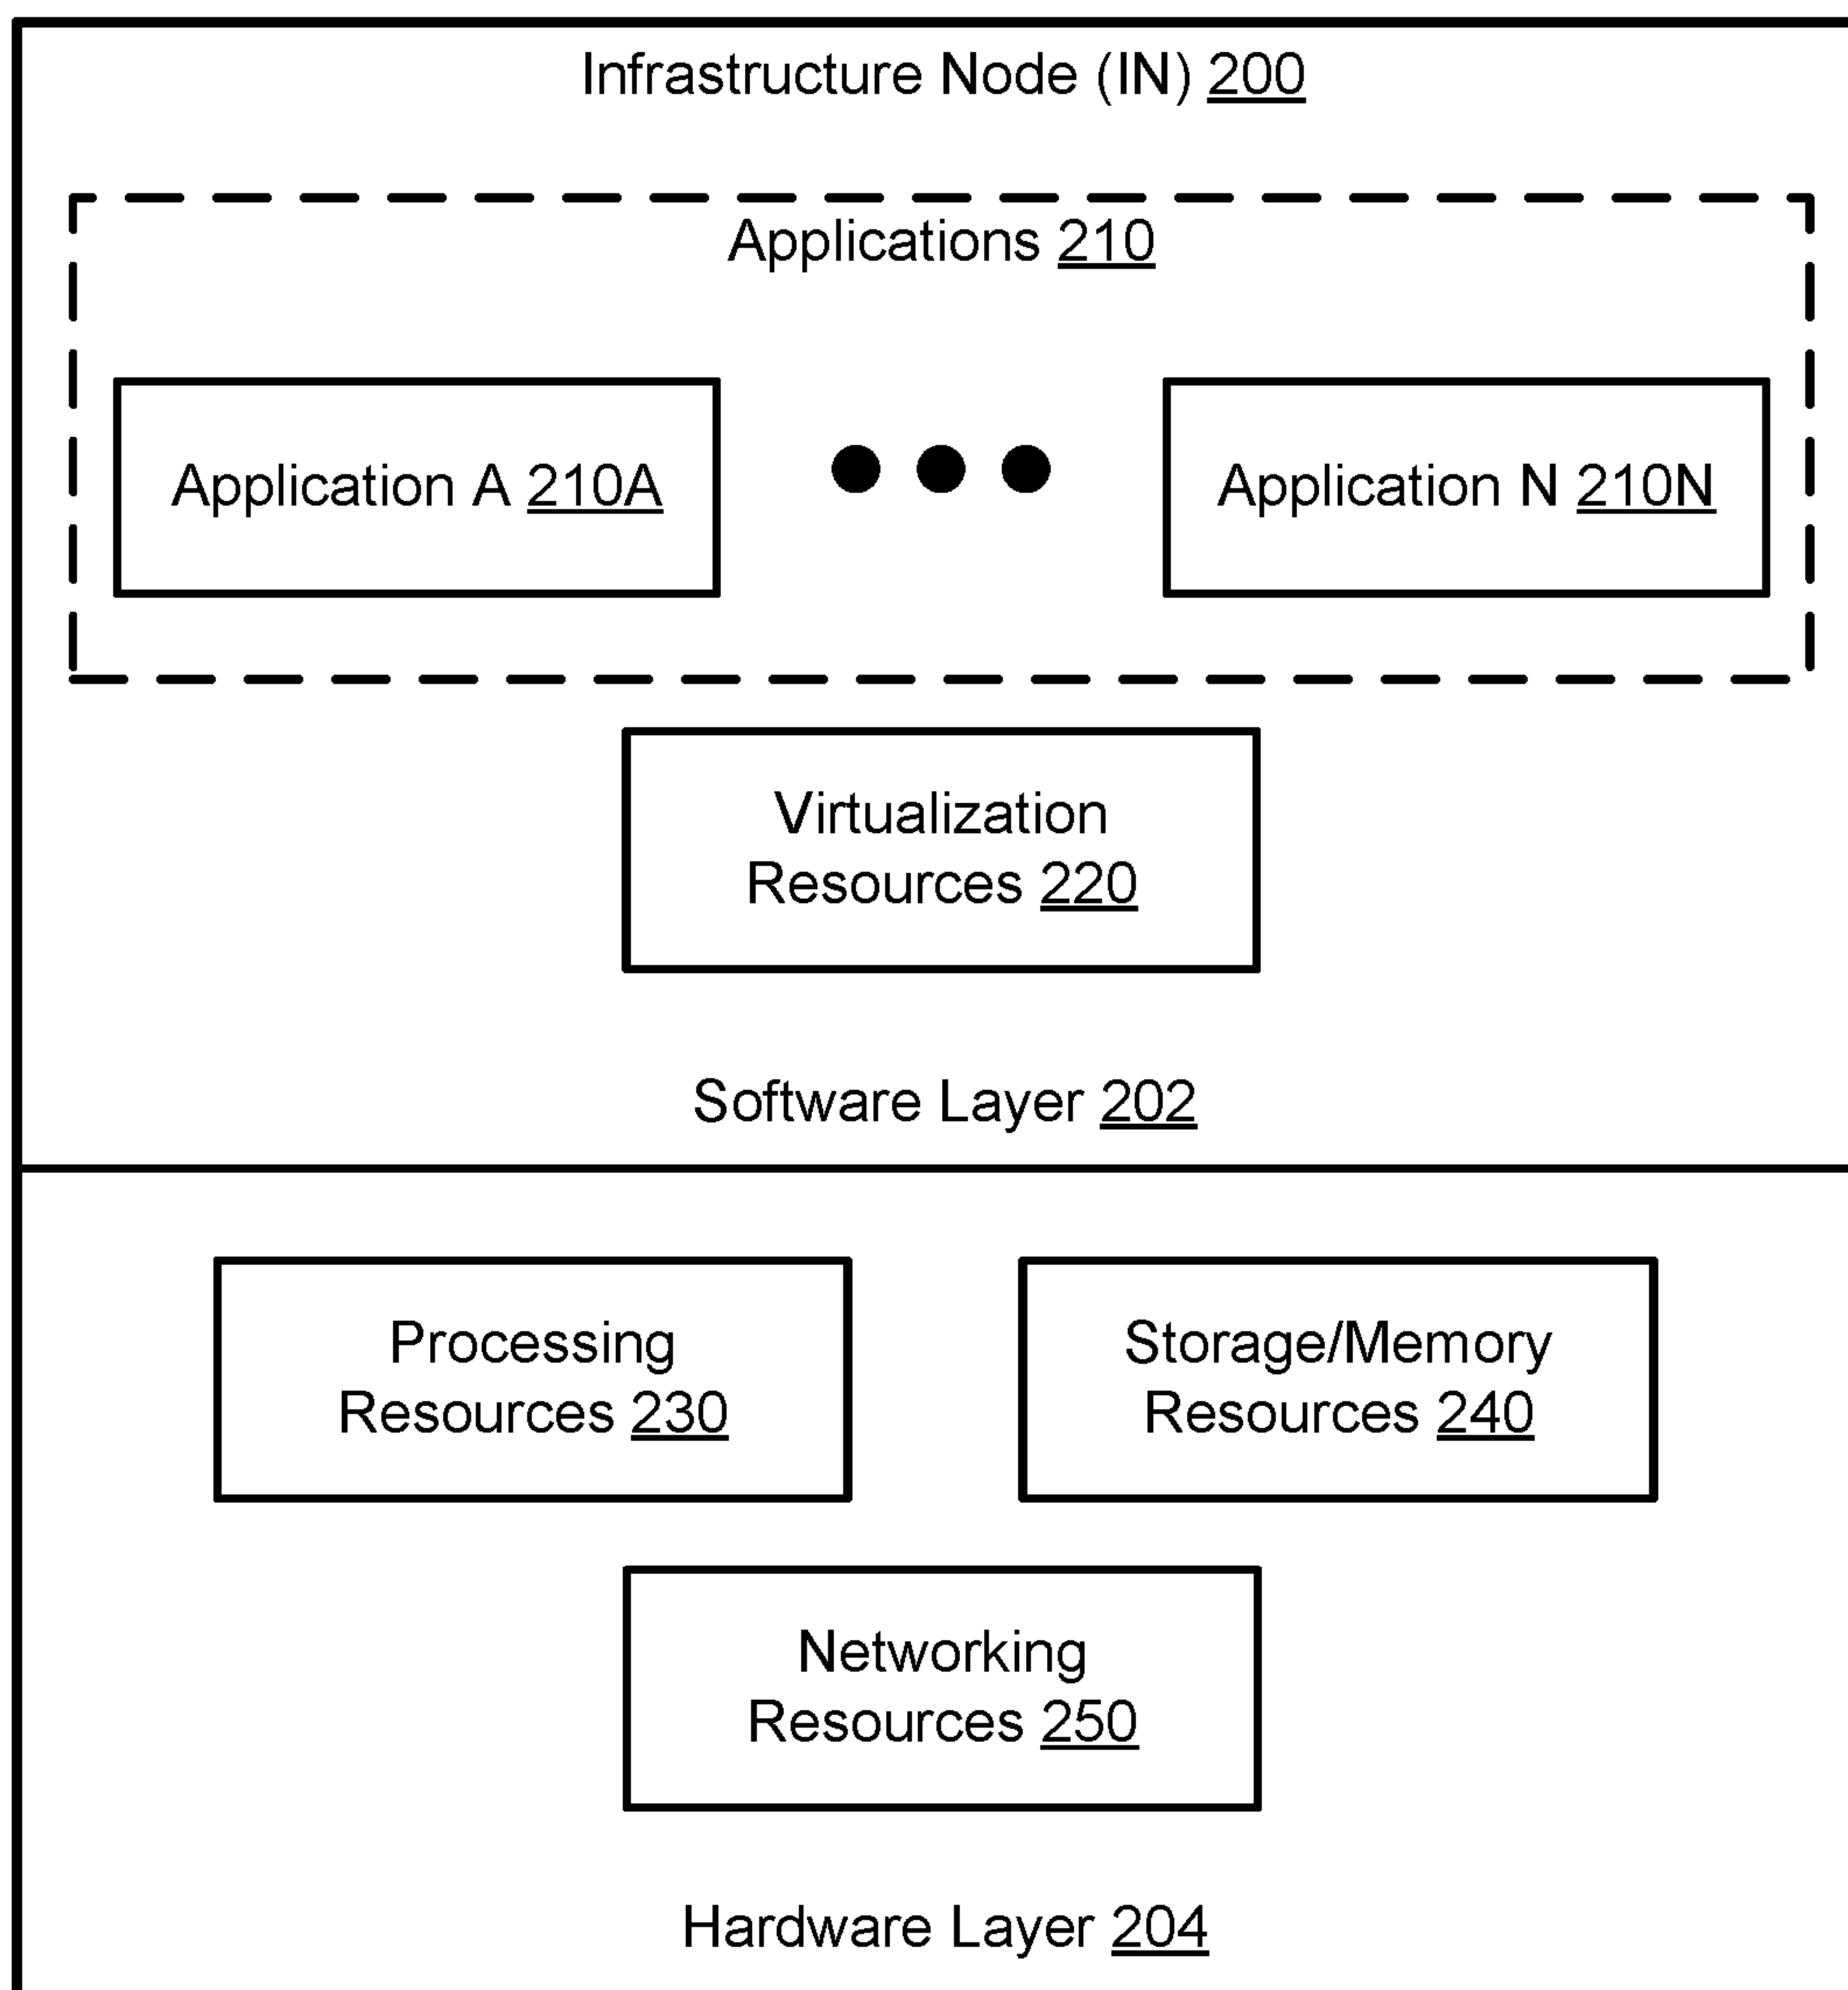 Infrastructure Node (IN) 200
Applications 210
Application A 210A
Application N 210N
Virtualization
Resources 220
Software Layer 202
Processing
Resources 230
Storage/Memory
Resources 240
Networking
Resources 250
Hardware Layer 204